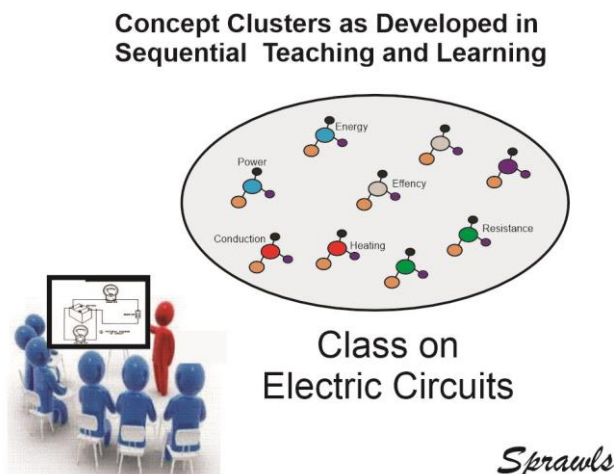 Concept Clusters as Developed in
Sequential Teaching and Learning
Energy
Power
Effency
Resistance
Conduction
Heating
Class on
Electric Circuits
Sprawls